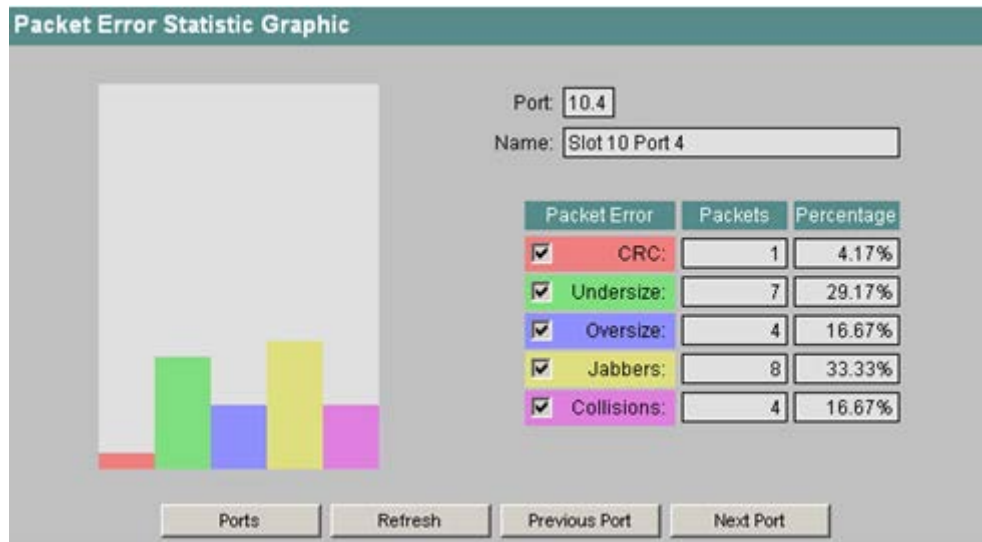 Packet Error Statistic Graphic
Port: 10.4
Name: Slot 10 Port 4
Packet Error Packets Percentage
CRC: 1 4.17%
Undersize: 7 29.17%
Oversize: 4 16.67%
Jabbers: 8 33.33%
Collisions: 4 16.67%
Ports Refresh Previous Port Next Port